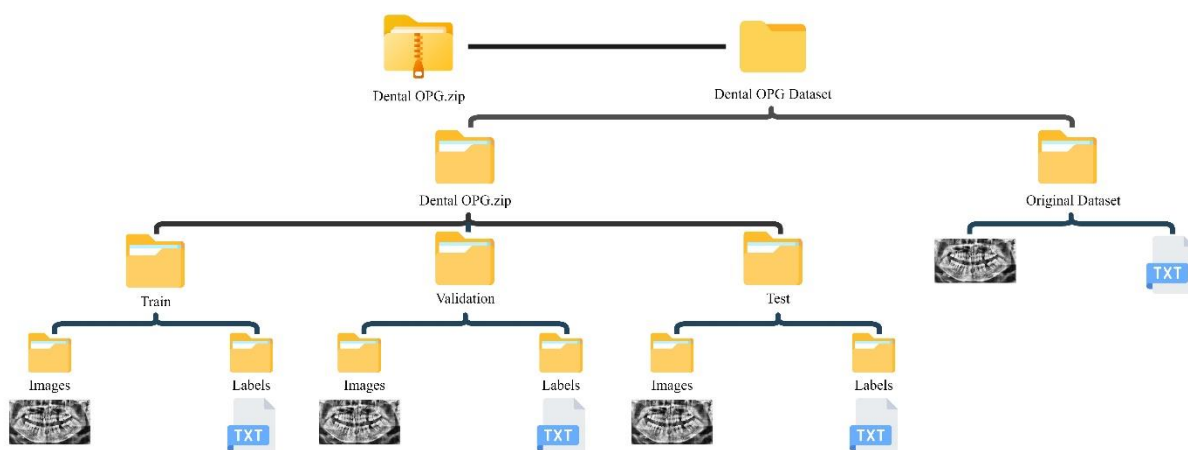 Dental OPG.zip
Dental OPG Dataset
Dental OPG.zip
Original Dataset
Train
Validation
Test
TXT
Images
Labels
Images
Labels
Images
Labels
TXT
TXT
TXT